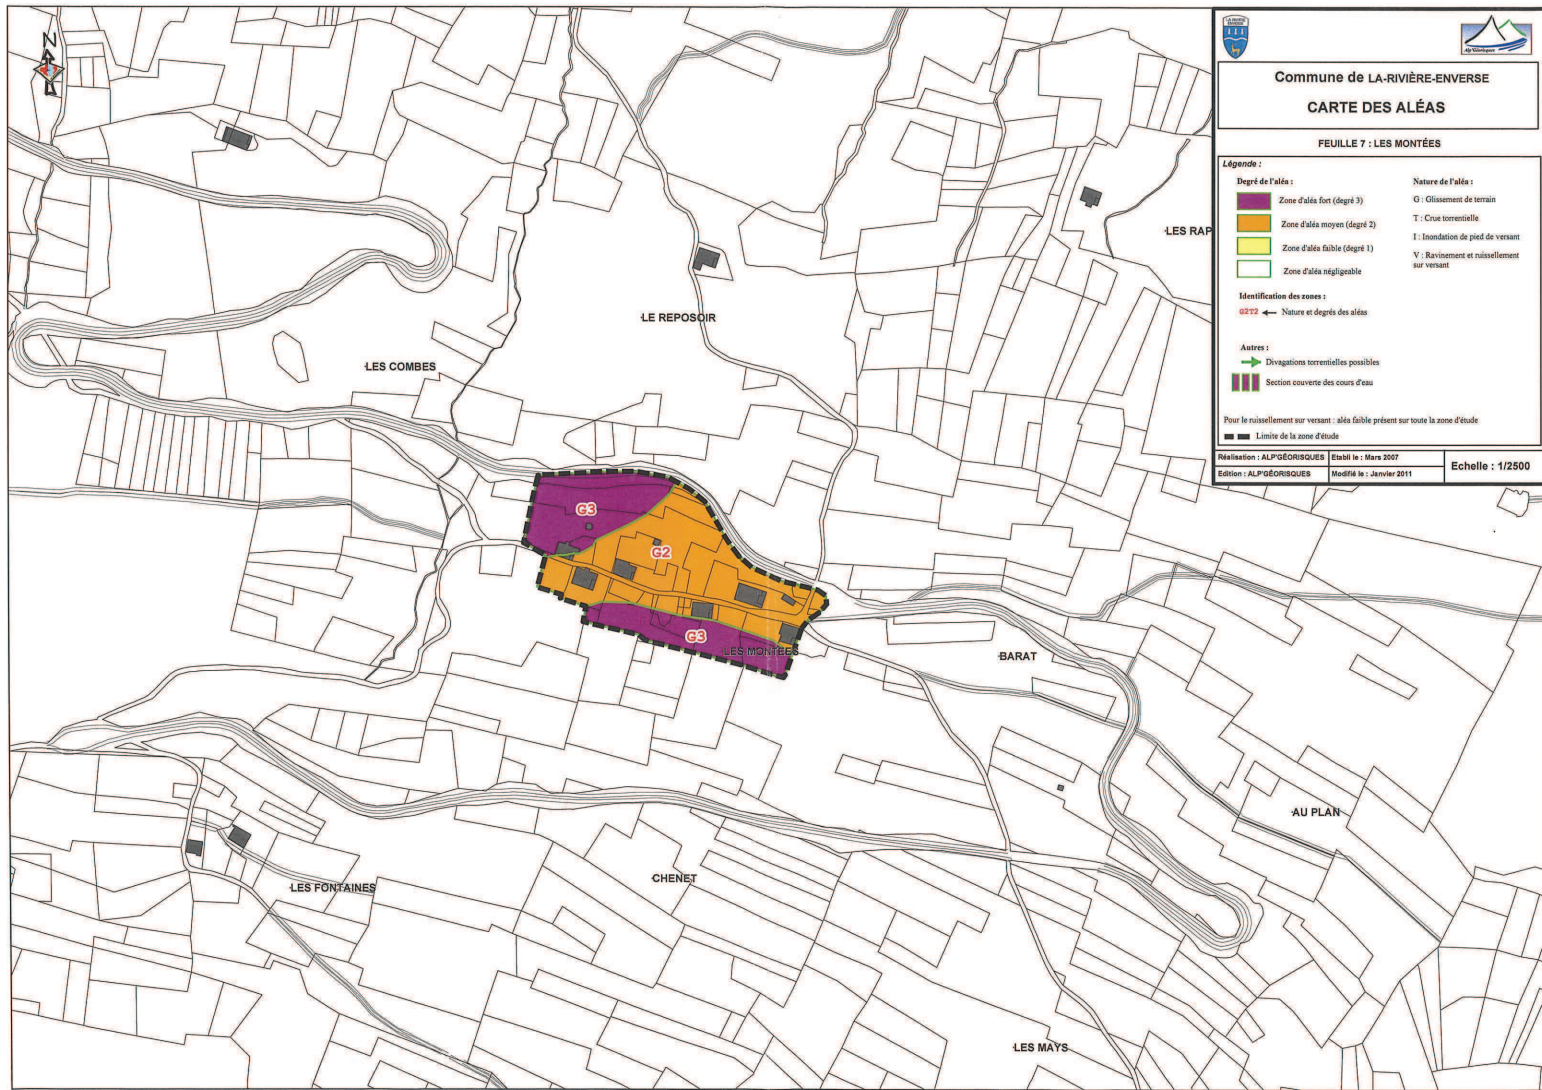 N
LA RIVIERE
ENVERSE
Alp'Géorisques
Commune de LA-RIVIÈRE-ENVERSE
CARTE DES ALÉAS
FEUILLE 7 : LES MONTÉES
Légende :
Degré de l'aléa :
Zone d'aléa fort (degré 3)
Zone d'aléa moyen (degré 2)
Zone d'aléa faible (degré 1)
Zone d'aléa négligeable
Nature de l'aléa :
G : Glissement de terrain
T : Crue torrentielle
I : Inondation de pied de versant
V : Ravinement et ruissellement
sur versant
Identification des zones :
G2T2 Nature et degrés des aléas
Autres :
Divagations torrentielles possibles
Section couverte des cours d'eau
Pour le ruissellement sur versant : aléa faible présent sur toute la zone d'étude
Limite de la zone d'étude
Réalisation : ALP'GÉORISQUES
Etabli le : Mars 2007
Edition : ALP'GÉORISQUES
Modifié le : Janvier 2011
Echelle : 1/2500
LES RAP
LE REPOSOIR
LES COMBES
G3
G2
G3
LES MONTÉES
BARAT
AU PLAN
CHENET
LES FONTAINES
LES MAYS